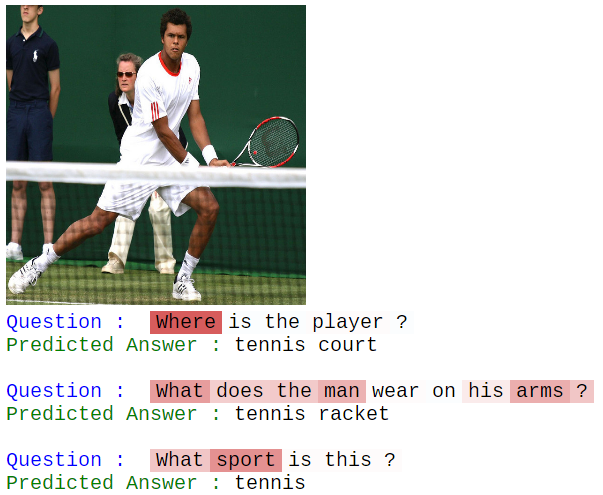 Question : Where is the player ?
Predicted Answer : tennis court
Question : What does the man wear on his arms ?
Predicted Answer : tennis racket
Question : What sport is this ?
Predicted Answer : tennis